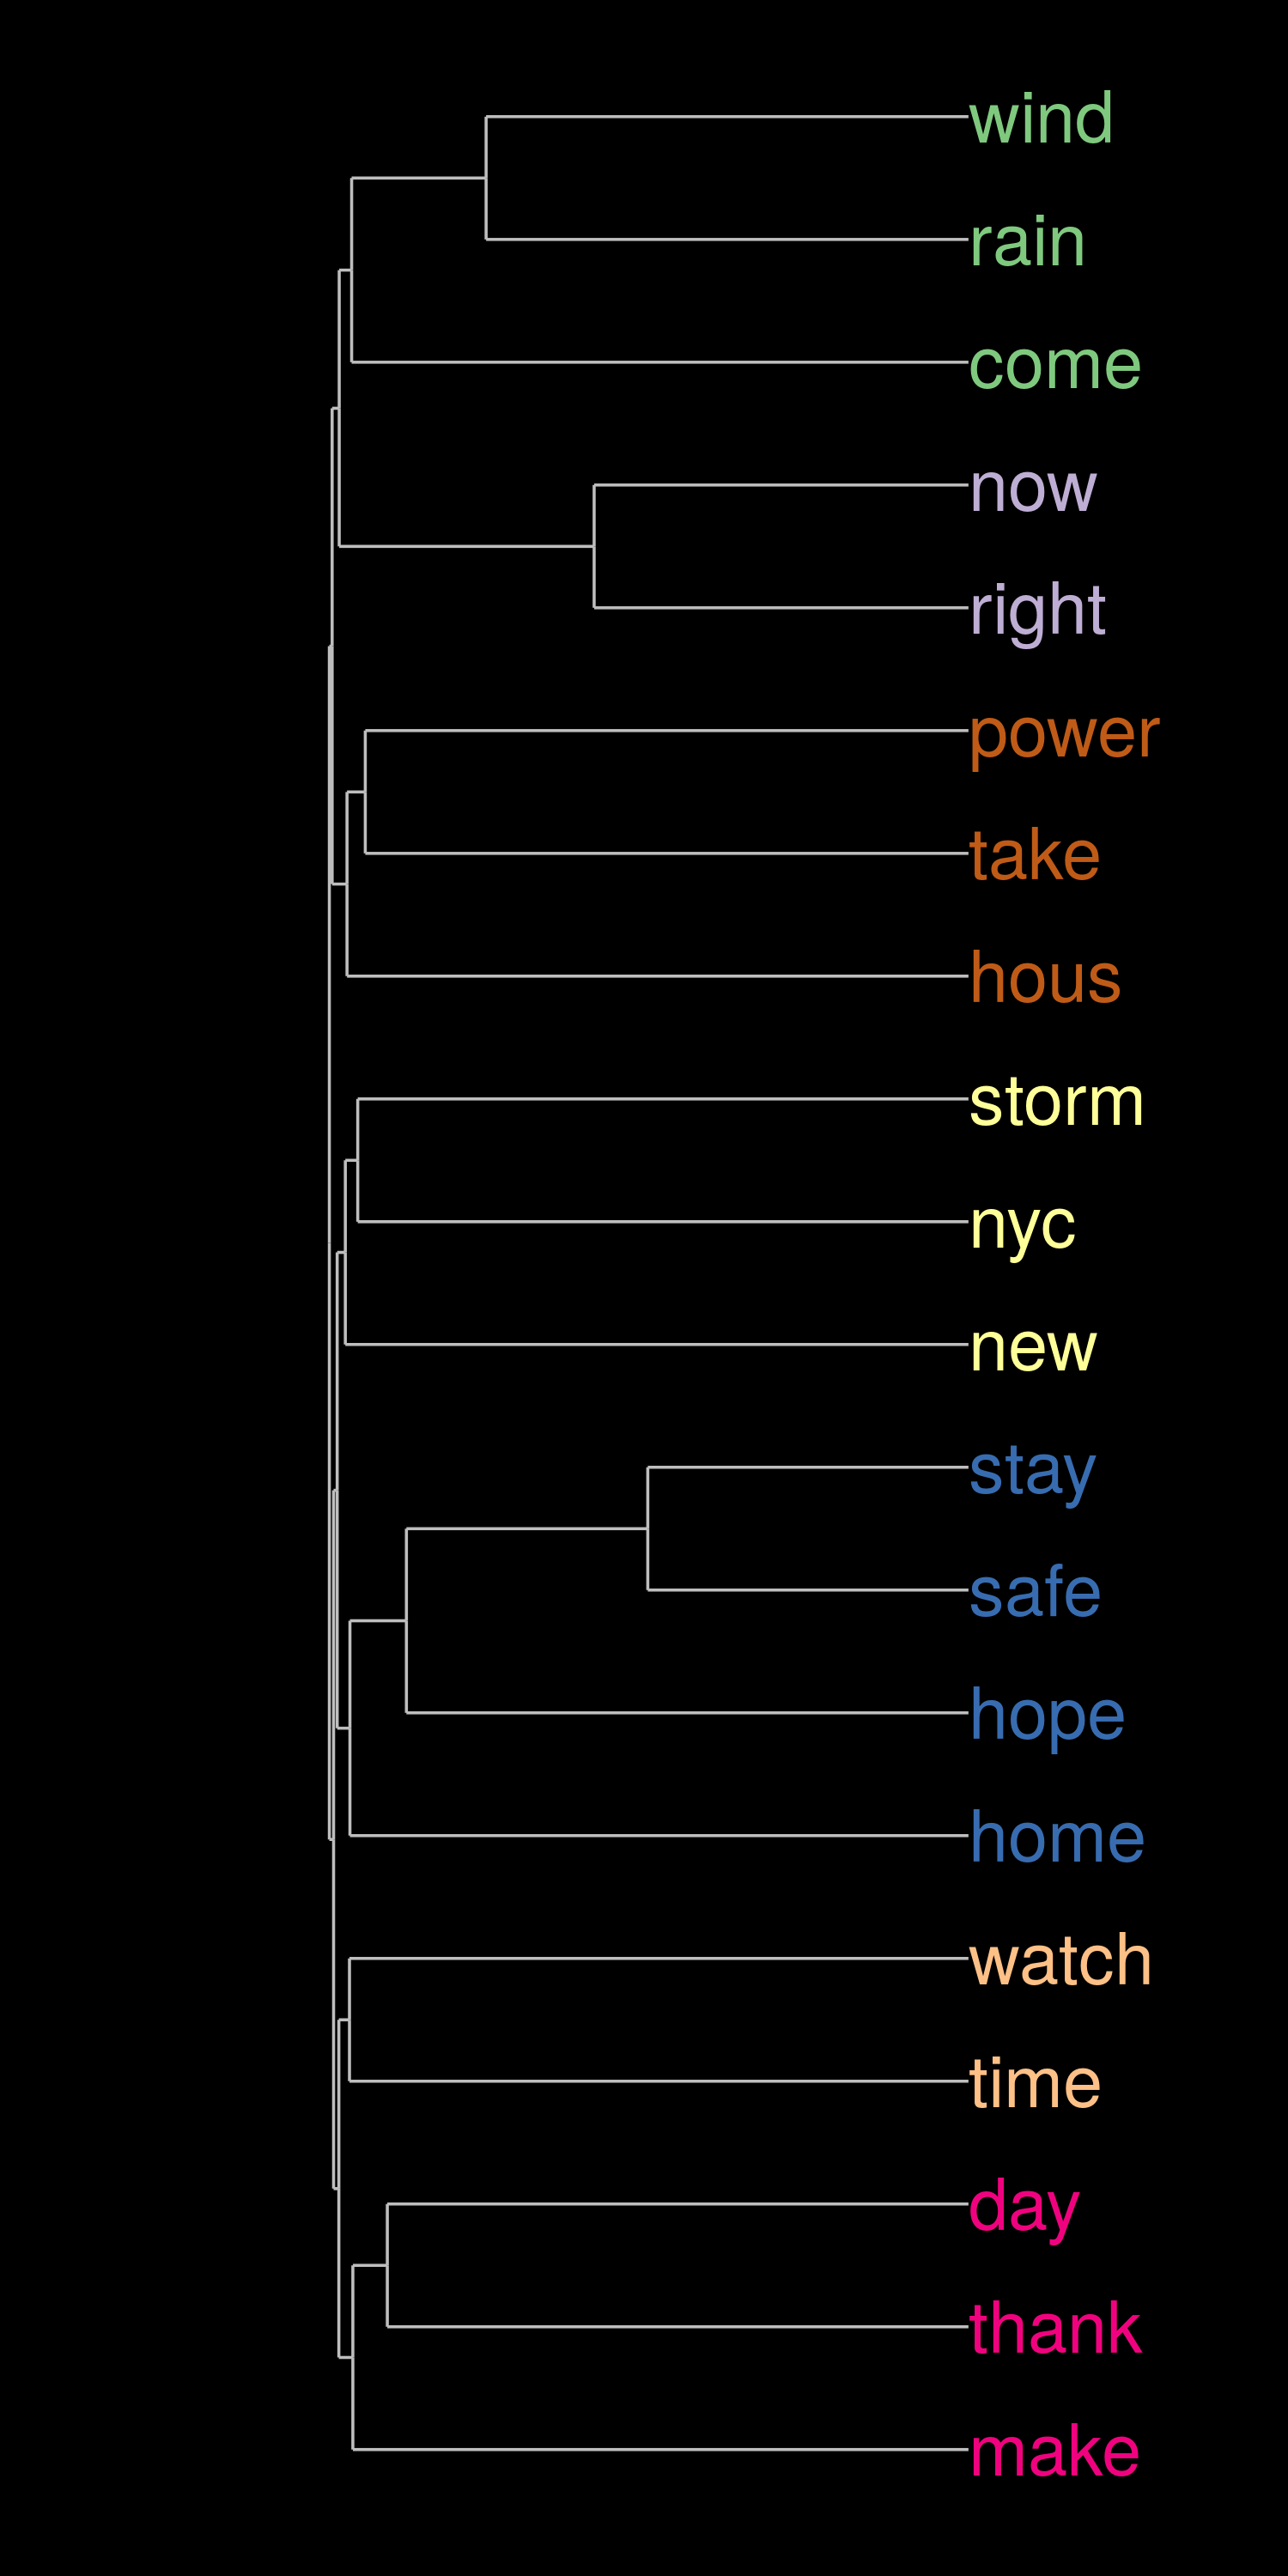 wind
rain
come
now
right
power
take
hous
storm
nyc
new
stay
safe
hope
home
watch
time
day
thank
make